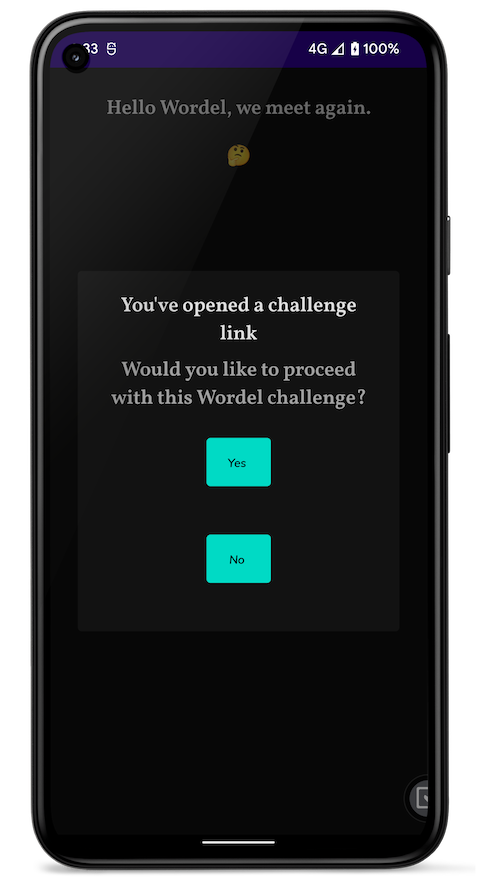 4G 100%
Hello Wordel, we meet again.
You've opened a challenge
link
Would you like to proceed
with this Wordel challenge?
Yes
No